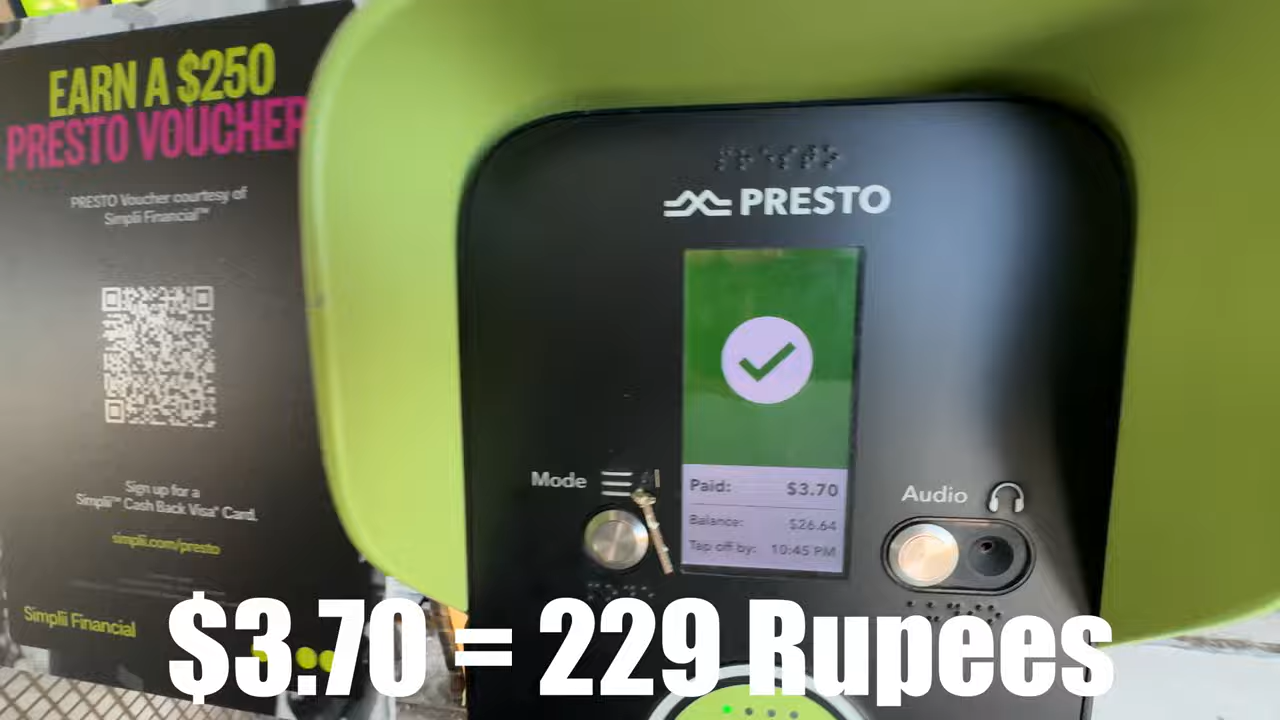 EARN A $250
PRESTO VOUCHER
PRESTO Voucher courtesy of
Simplii Financial™
Sign up for a
Simplii™ Cash Back Visa* Card.
simplii.com/presto
Simplii Financial
PRESTO
Mode
Paid: $3.70
Balance: $26.64
Tap off by: 10:45 PM
Audio
$3.70 = 229 Rupees